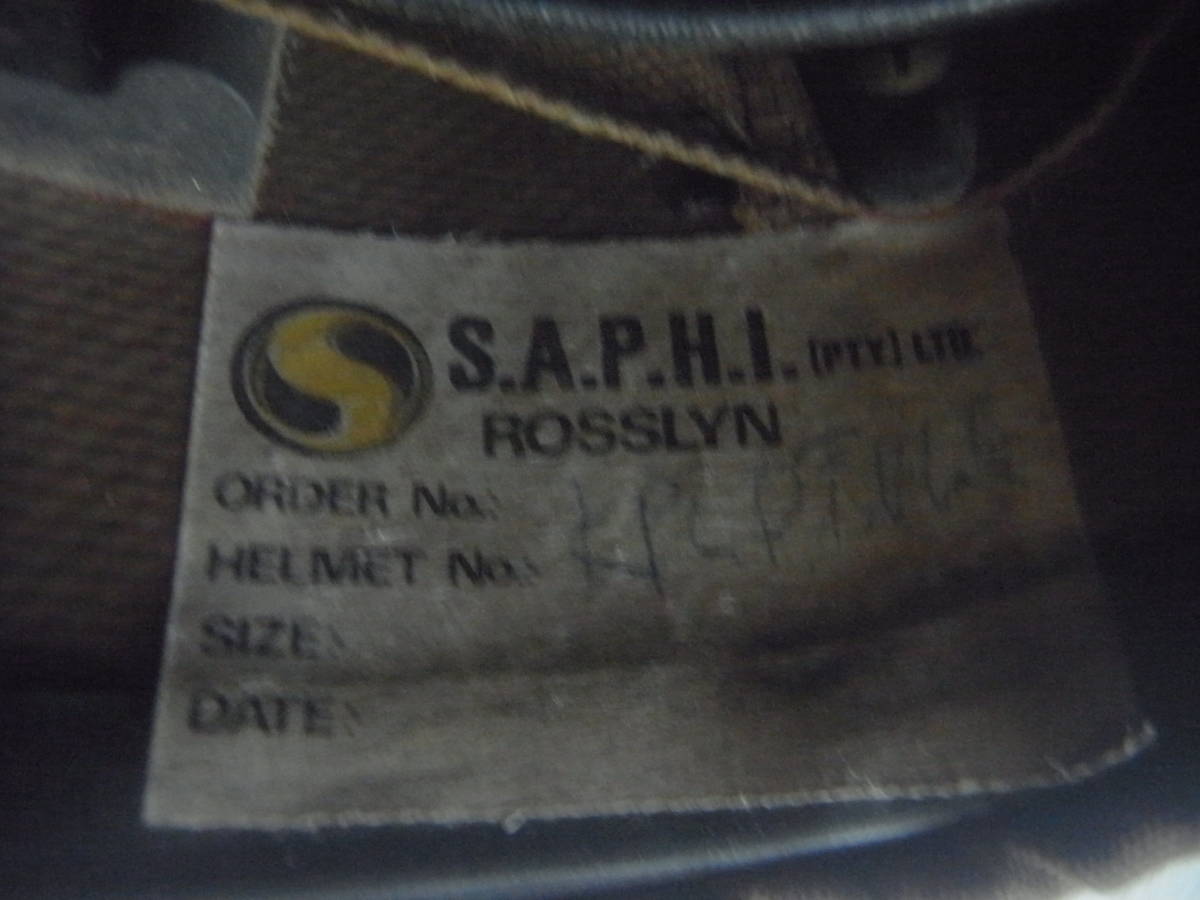 S.A.P.H.I. (PTY) LTD.
ROSSLYN
ORDER No.:
HELMET No.:
SIZE:
DATE: